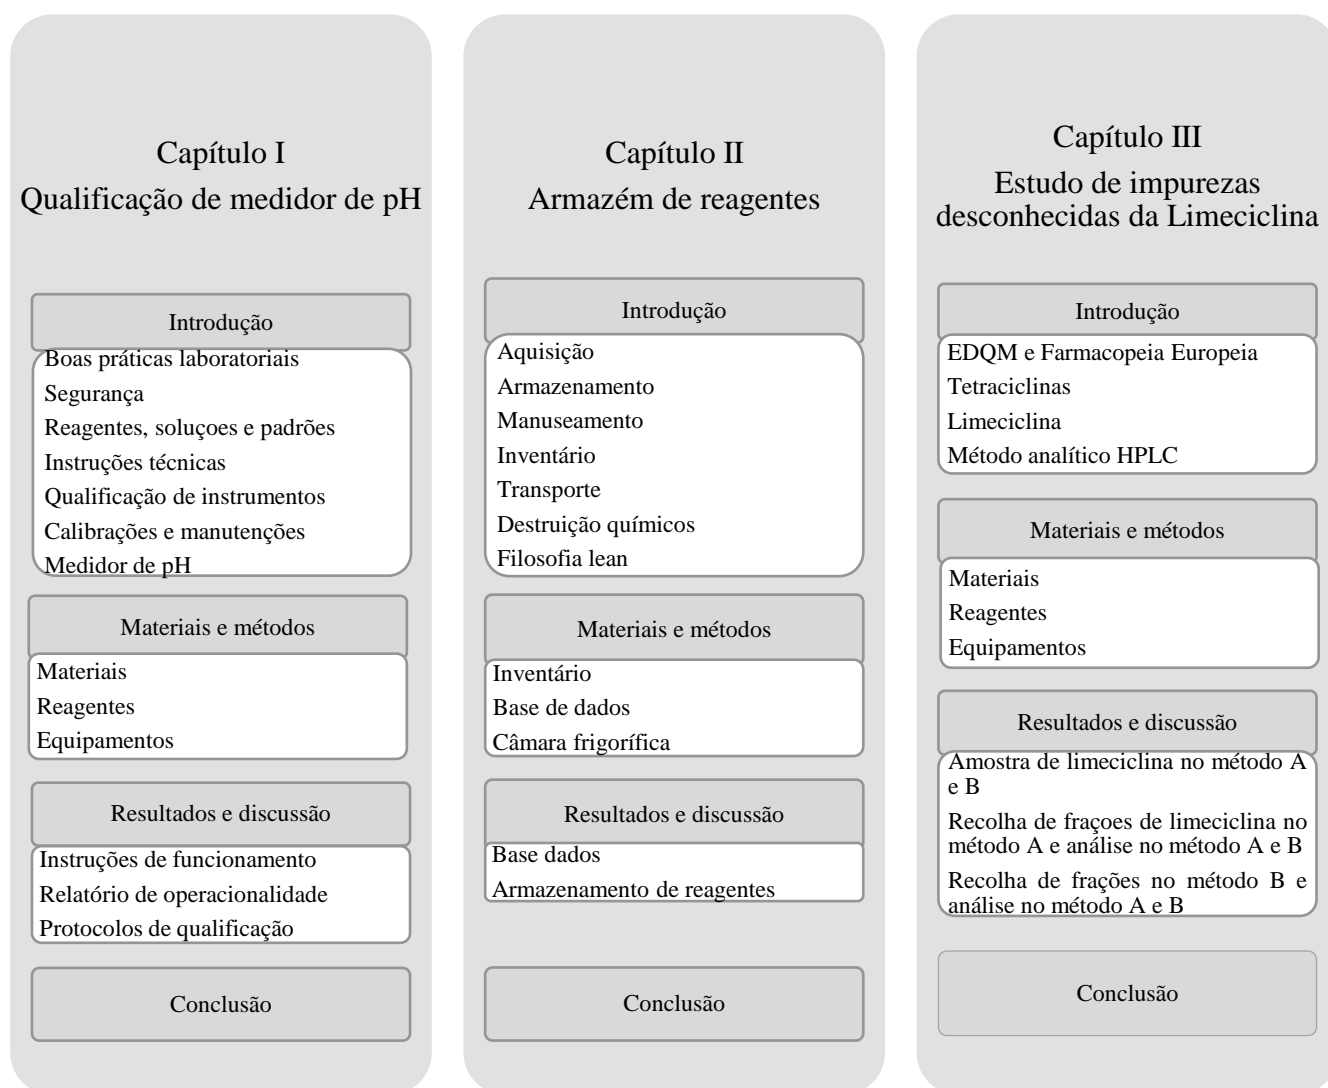 Capítulo I
Qualificação de medidor de pH
Introdução
Boas práticas laboratoriais
Segurança
Reagentes, soluçoes e padrões
Instruções técnicas
Qualificação de instrumentos
Calibrações e manutenções
Medidor de pH
Materiais e métodos
Materiais
Reagentes
Equipamentos
Resultados e discussão
Instruções de funcionamento
Relatório de operacionalidade
Protocolos de qualificação
Conclusão
Capítulo II
Armazém de reagentes
Introdução
Aquisição
Armazenamento
Manuseamento
Inventário
Transporte
Destruição químicos
Filosofia lean
Materiais e métodos
Inventário
Base de dados
Câmara frigorífica
Resultados e discussão
Base dados
Armazenamento de reagentes
Conclusão
Capítulo III
Estudo de impurezas
desconhecidas da Limeciclina
Introdução
EDQM e Farmacopeia Europeia
Tetraciclinas
Limeciclina
Método analítico HPLC
Materiais e métodos
Materiais
Reagentes
Equipamentos
Resultados e discussão
Amostra de limeciclina no método A
e B
Recolha de fraçoes de limeciclina no
método A e análise no método A e B
Recolha de frações no método B e
análise no método A e B
Conclusão